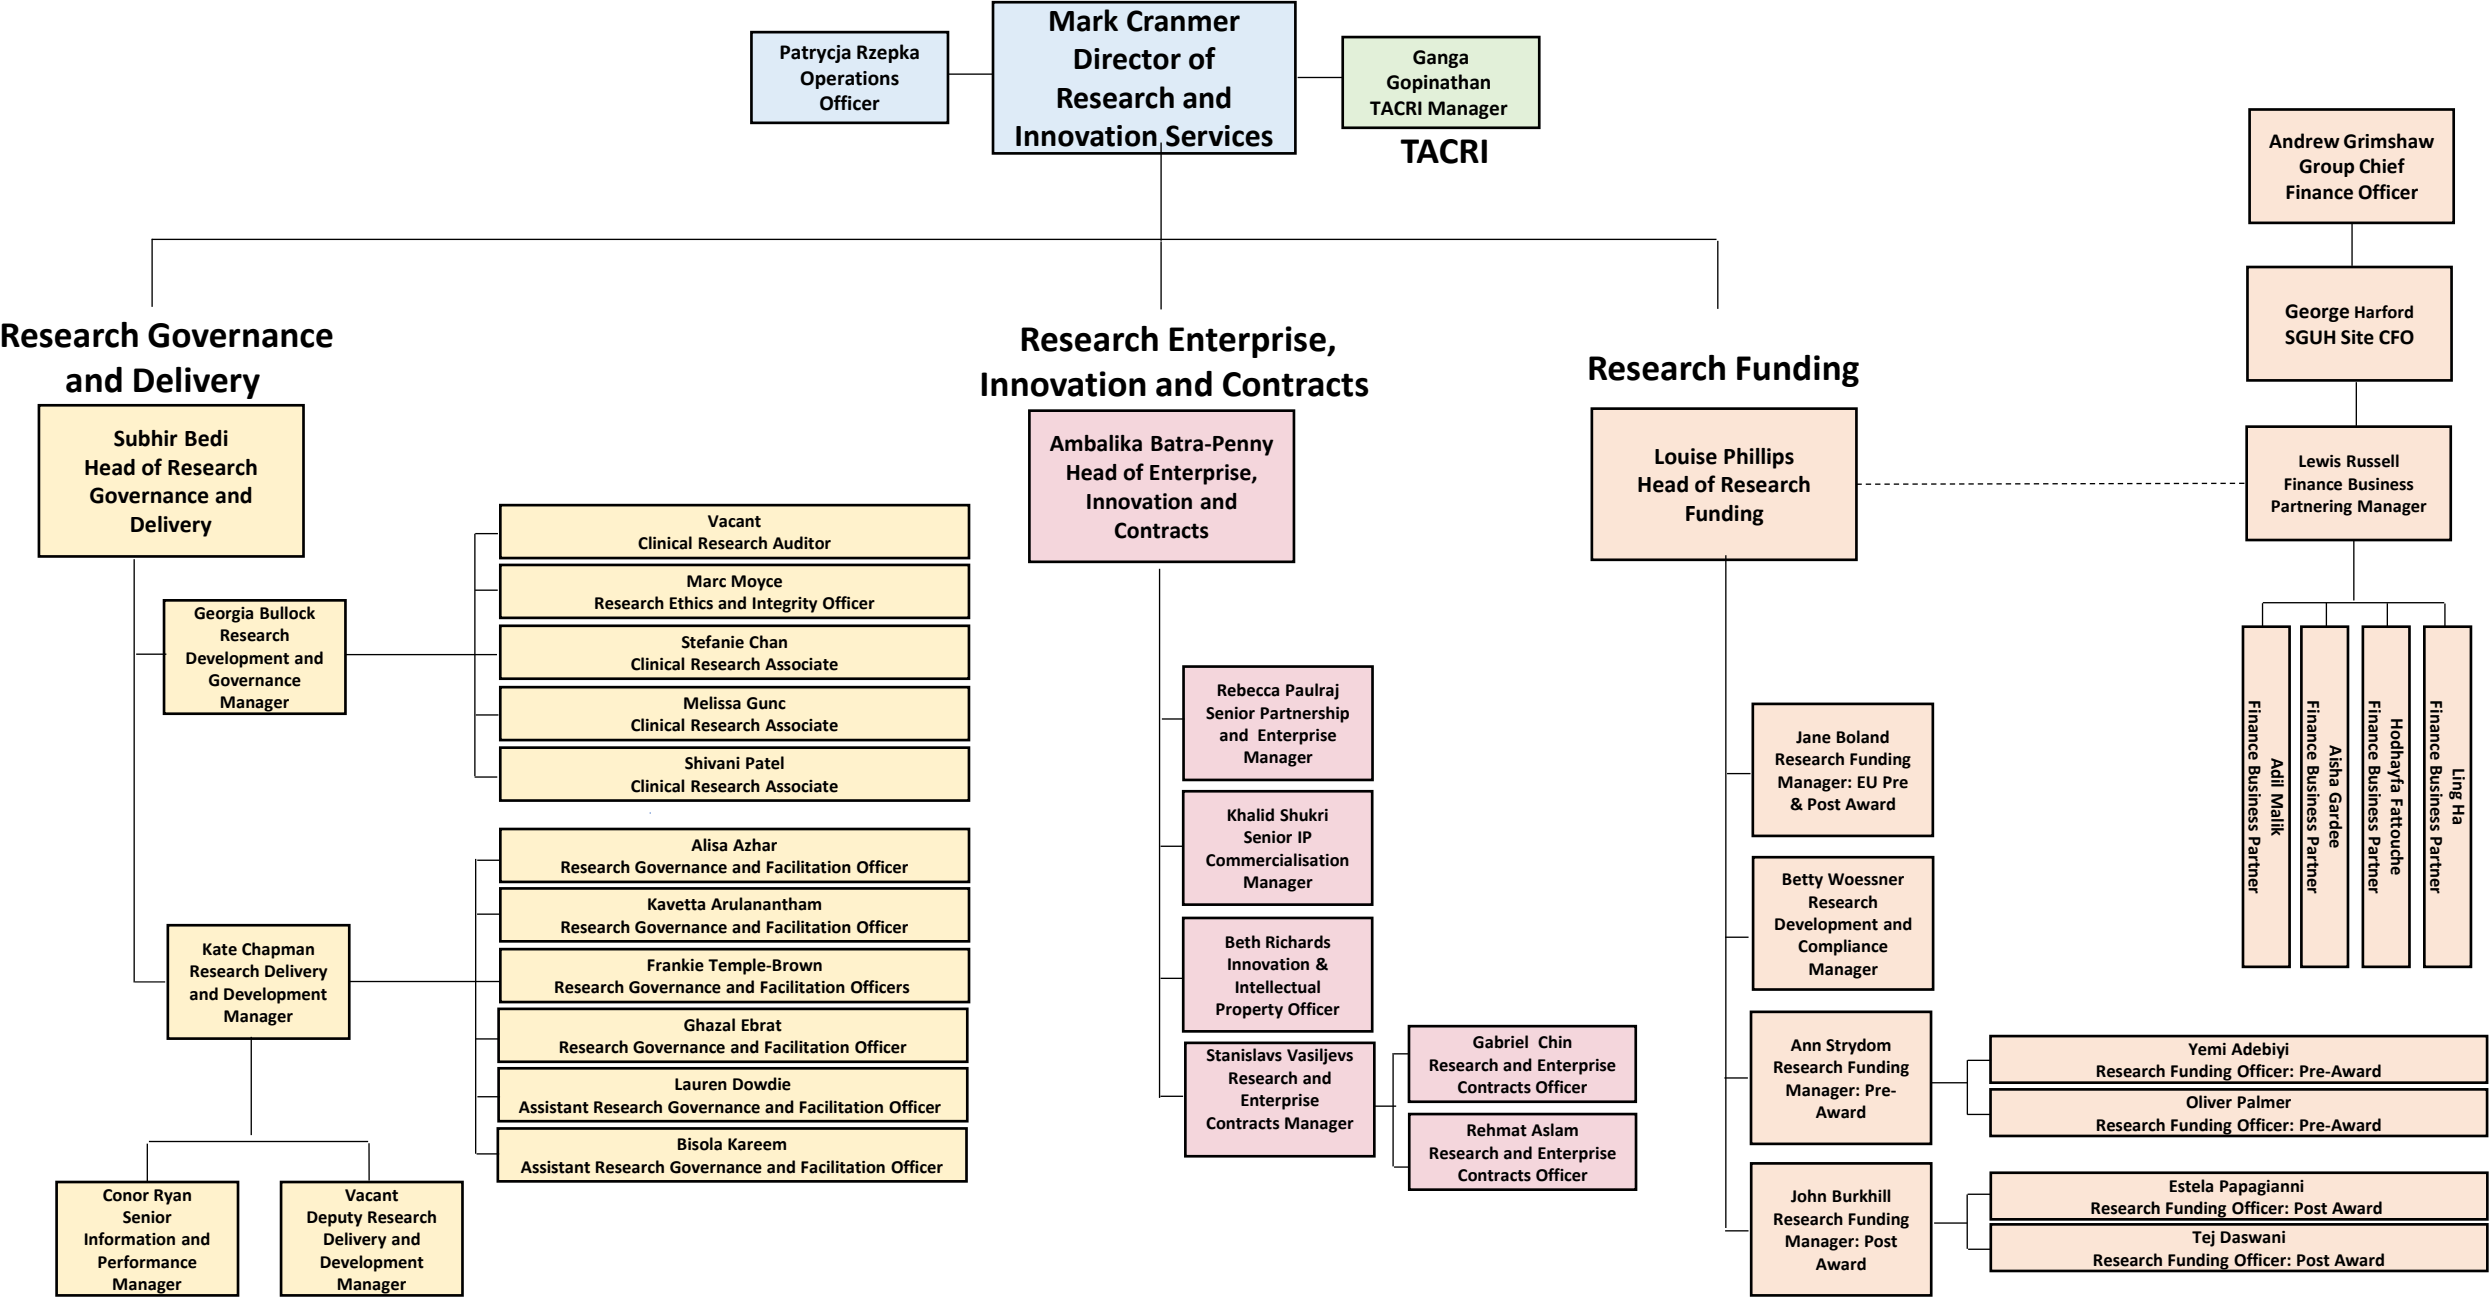 Patrycja Rzepka
Operations
Officer
Mark Cranmer
Director of
Research and
Innovation Services
Ganga
Gopinathan
TACRI Manager
TACRI
Andrew Grimshaw
Group Chief
Finance Officer
George Harford
SGUH Site CFO
Research Governance
and Delivery
Subhir Bedi
Head of Research
Governance and
Delivery
Georgia Bullock
Research
Development and
Governance
Manager
Vacant
Clinical Research Auditor
Marc Moyce
Research Ethics and Integrity Officer
Stefanie Chan
Clinical Research Associate
Melissa Gunc
Clinical Research Associate
Shivani Patel
Clinical Research Associate
Kate Chapman
Research Delivery
and Development
Manager
Alisa Azhar
Research Governance and Facilitation Officer
Kavetta Arulanantham
Research Governance and Facilitation Officer
Frankie Temple-Brown
Research Governance and Facilitation Officers
Ghazal Ebrat
Research Governance and Facilitation Officer
Lauren Dowdie
Assistant Research Governance and Facilitation Officer
Bisola Kareem
Assistant Research Governance and Facilitation Officer
Conor Ryan
Senior
Information and
Performance
Manager
Vacant
Deputy Research
Delivery and
Development
Manager
Research Enterprise,
Innovation and Contracts
Ambalika Batra-Penny
Head of Enterprise,
Innovation and
Contracts
Rebecca Paulraj
Senior Partnership
and Enterprise
Manager
Khalid Shukri
Senior IP
Commercialisation
Manager
Beth Richards
Innovation &
Intellectual
Property Officer
Stanislavs Vasiljevs
Research and
Enterprise
Contracts Manager
Gabriel Chin
Research and Enterprise
Contracts Officer
Rehmat Aslam
Research and Enterprise
Contracts Officer
Research Funding
Louise Phillips
Head of Research
Funding
Jane Boland
Research Funding
Manager: EU Pre
& Post Award
Betty Woessner
Research
Development and
Compliance
Manager
Ann Strydom
Research Funding
Manager: Pre-
Award
Yemi Adebiyi
Research Funding Officer: Pre-Award
Oliver Palmer
Research Funding Officer: Pre-Award
John Burkhill
Research Funding
Manager: Post
Award
Estela Papagianni
Research Funding Officer: Post Award
Tej Daswani
Research Funding Officer: Post Award
Lewis Russell
Finance Business
Partnering Manager
Adil Malik
Finance Business Partner
Aisha Gardee
Finance Business Partner
Hodhayfa Fattouche
Finance Business Partner
Ling Ha
Finance Business Partner